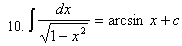 10. ∫ dx / √(1 − x²) = arcsin x + c